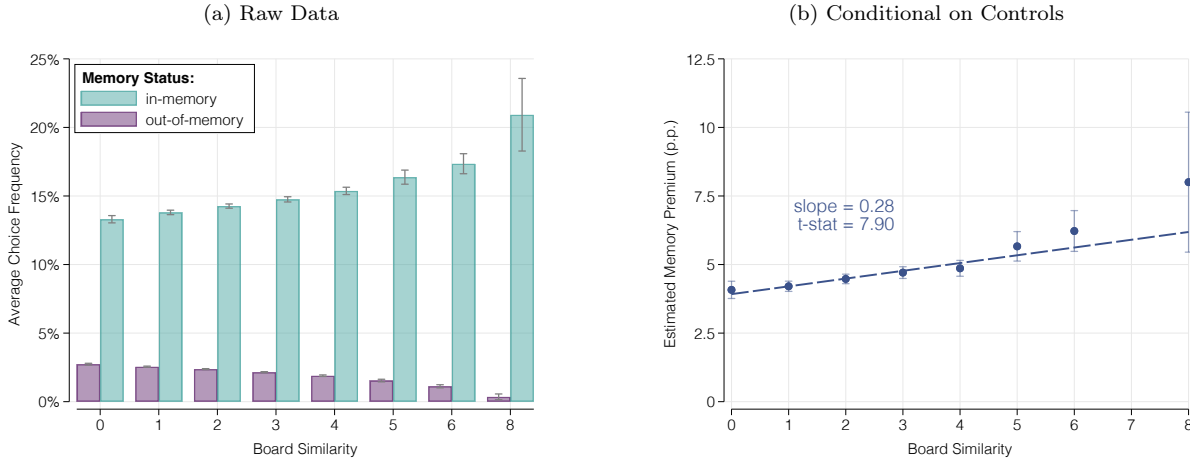 (a) Raw Data
25%
20%
15%
10%
5%
0%
Average Choice Frequency
Memory Status:
in-memory
out-of-memory
0 1 2 3 4 5 6 8
Board Similarity
(b) Conditional on Controls
12.5
10
7.5
5
2.5
0
Estimated Memory Premium (p.p.)
slope = 0.28
t-stat = 7.90
0 1 2 3 4 5 6 7 8
Board Similarity